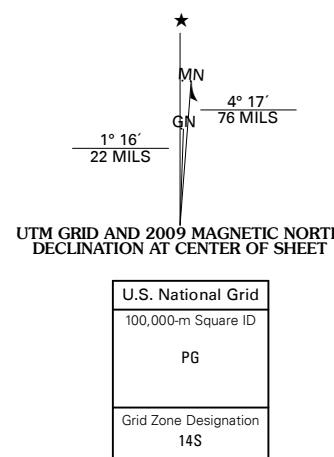 ★
MN
4° 17´
76 MILS
GN
1° 16´
22 MILS
UTM GRID AND 2009 MAGNETIC NORTH
DECLINATION AT CENTER OF SHEET
U.S. National Grid
100,000-m Square ID
PG
Grid Zone Designation
14S